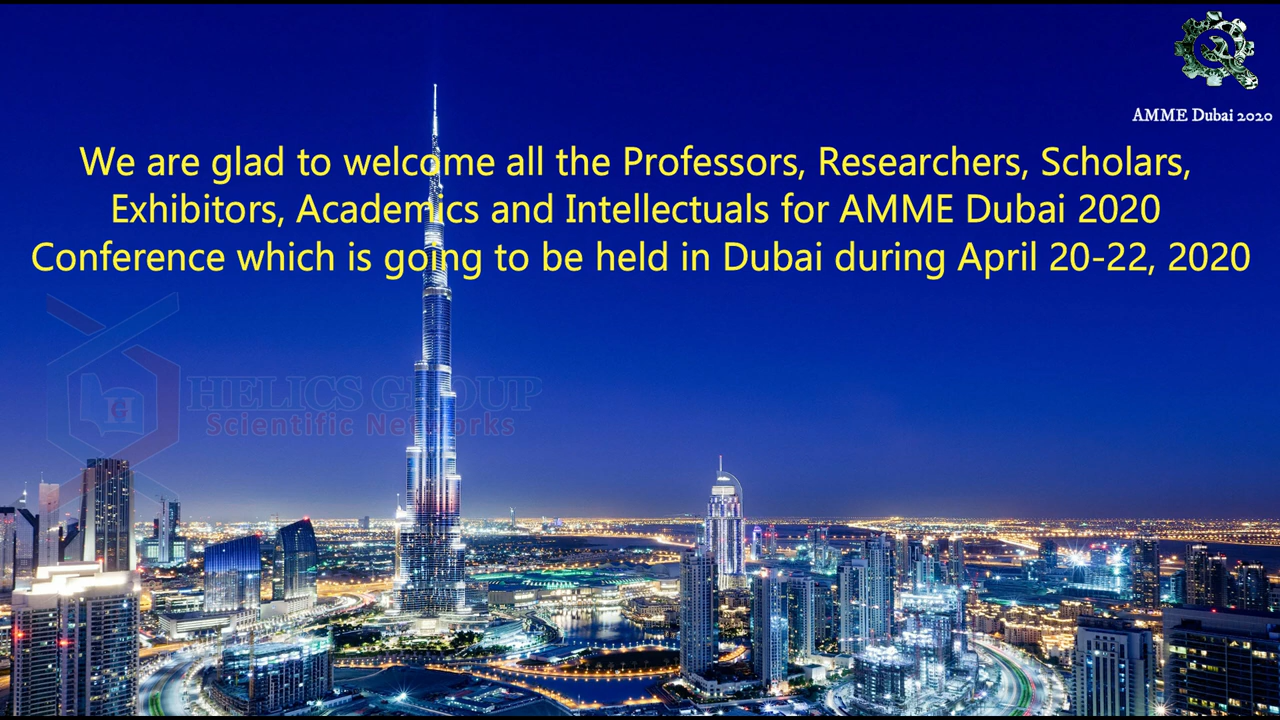 AMME Dubai 2020
We are glad to welcome all the Professors, Researchers, Scholars,
Exhibitors, Academics and Intellectuals for AMME Dubai 2020
Conference which is going to be held in Dubai during April 20-22, 2020
HELICS GROUP
Scientific Networks
G